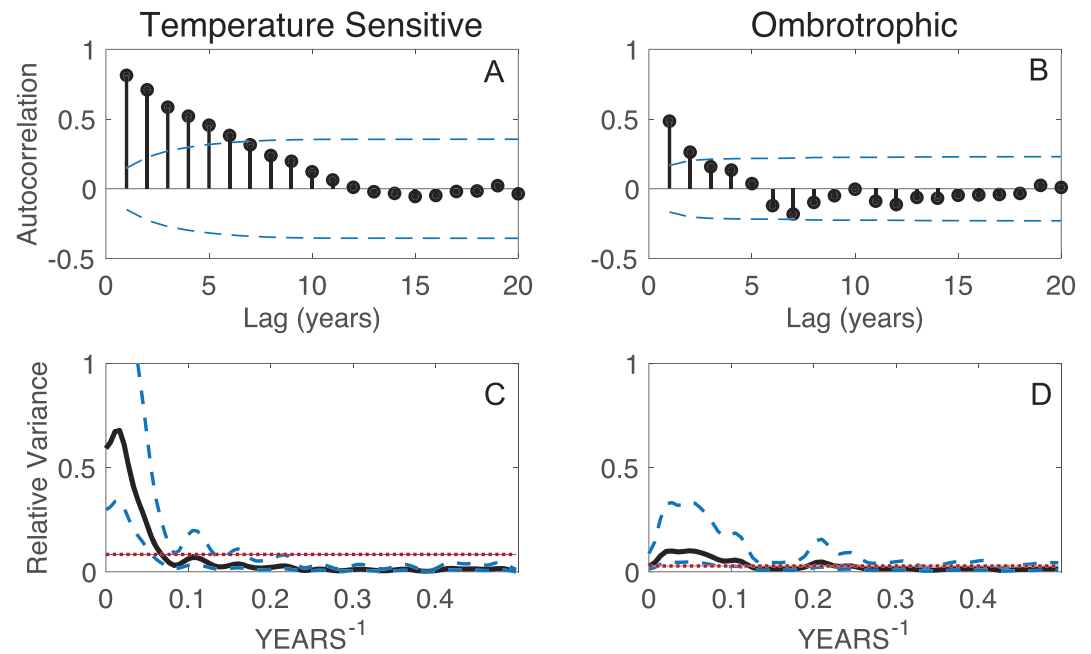 Temperature Sensitive
Ombrotrophic
1
0.5
0
-0.5
Autocorrelation
A
0 5 10 15 20
Lag (years)
1
0.5
0
-0.5
B
0 5 10 15 20
Lag (years)
1
0.5
0
Relative Variance
C
0 0.1 0.2 0.3 0.4
YEARS⁻¹
1
0.5
0
D
0 0.1 0.2 0.3 0.4
YEARS⁻¹